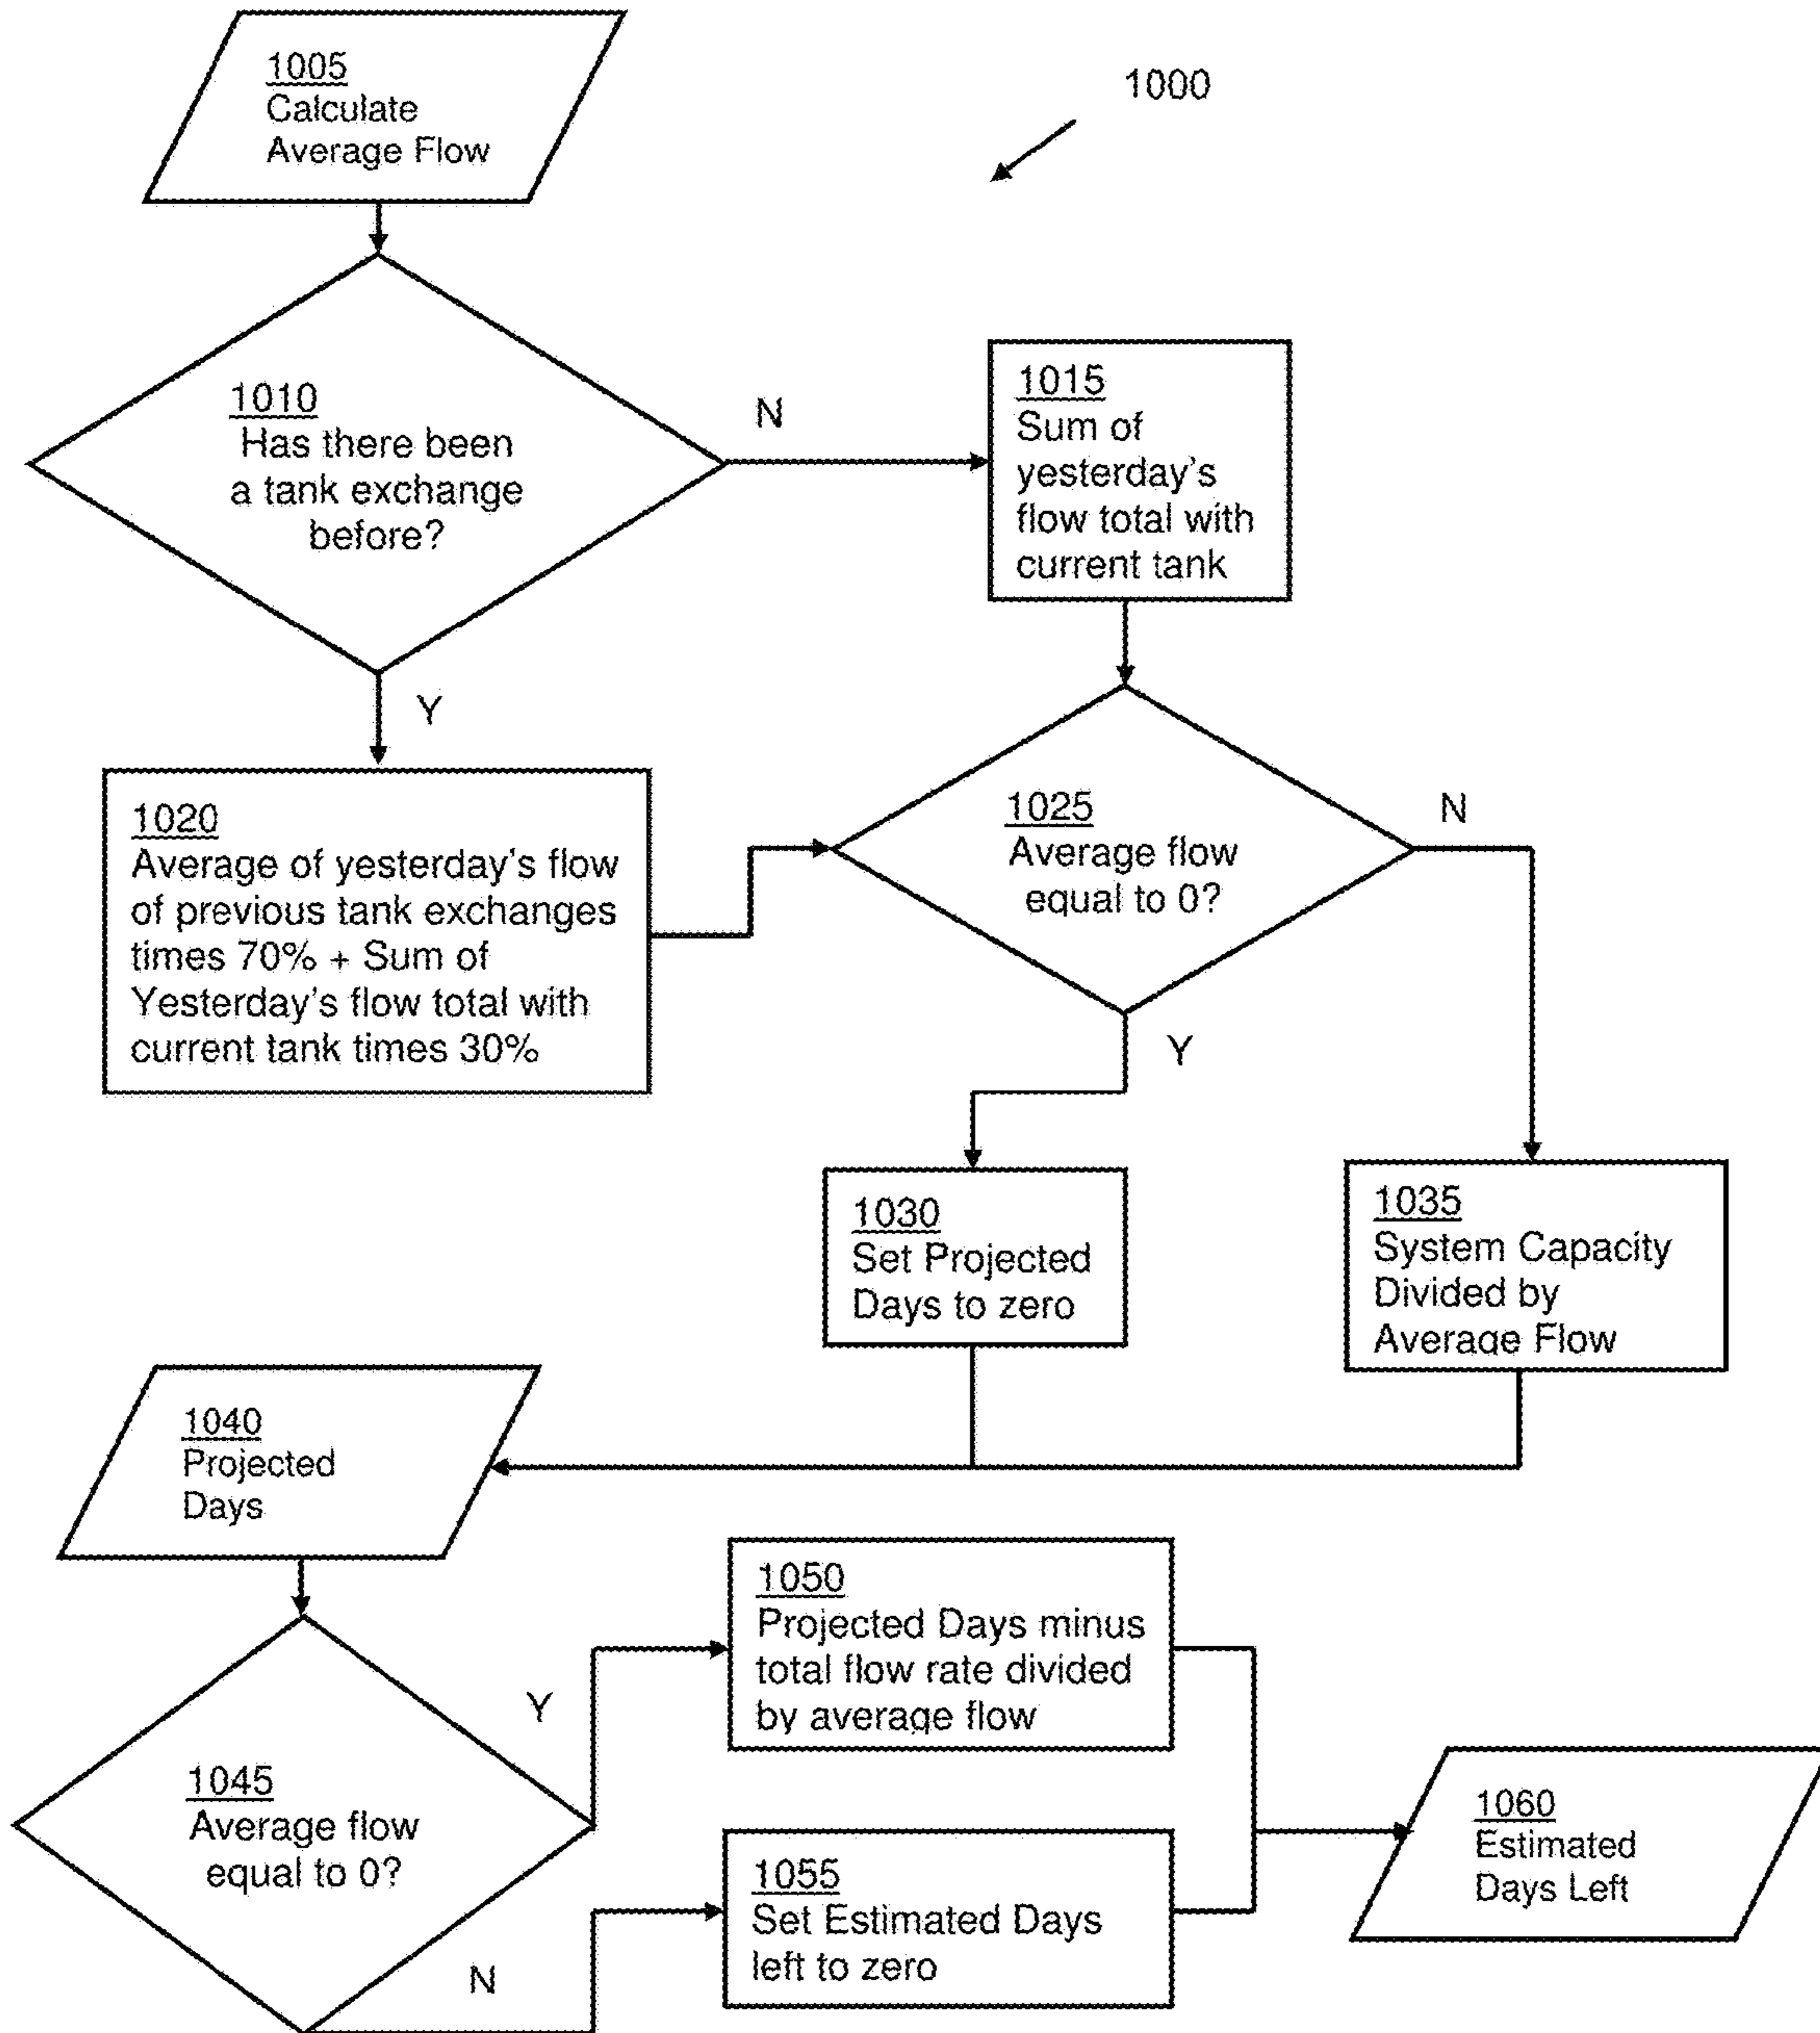 1005
Calculate
Average Flow
1000
1010
Has there been
a tank exchange
before?
N
1015
Sum of
yesterday's
flow total with
current tank
Y
1020
Average of yesterday's flow
of previous tank exchanges
times 70% + Sum of
Yesterday's flow total with
current tank times 30%
1025
Average flow
equal to 0?
N
Y
1030
Set Projected
Days to zero
1035
System Capacity
Divided by
Average Flow
1040
Projected
Days
1045
Average flow
equal to 0?
Y
1050
Projected Days minus
total flow rate divided
by average flow
N
1055
Set Estimated Days
left to zero
1060
Estimated
Days Left